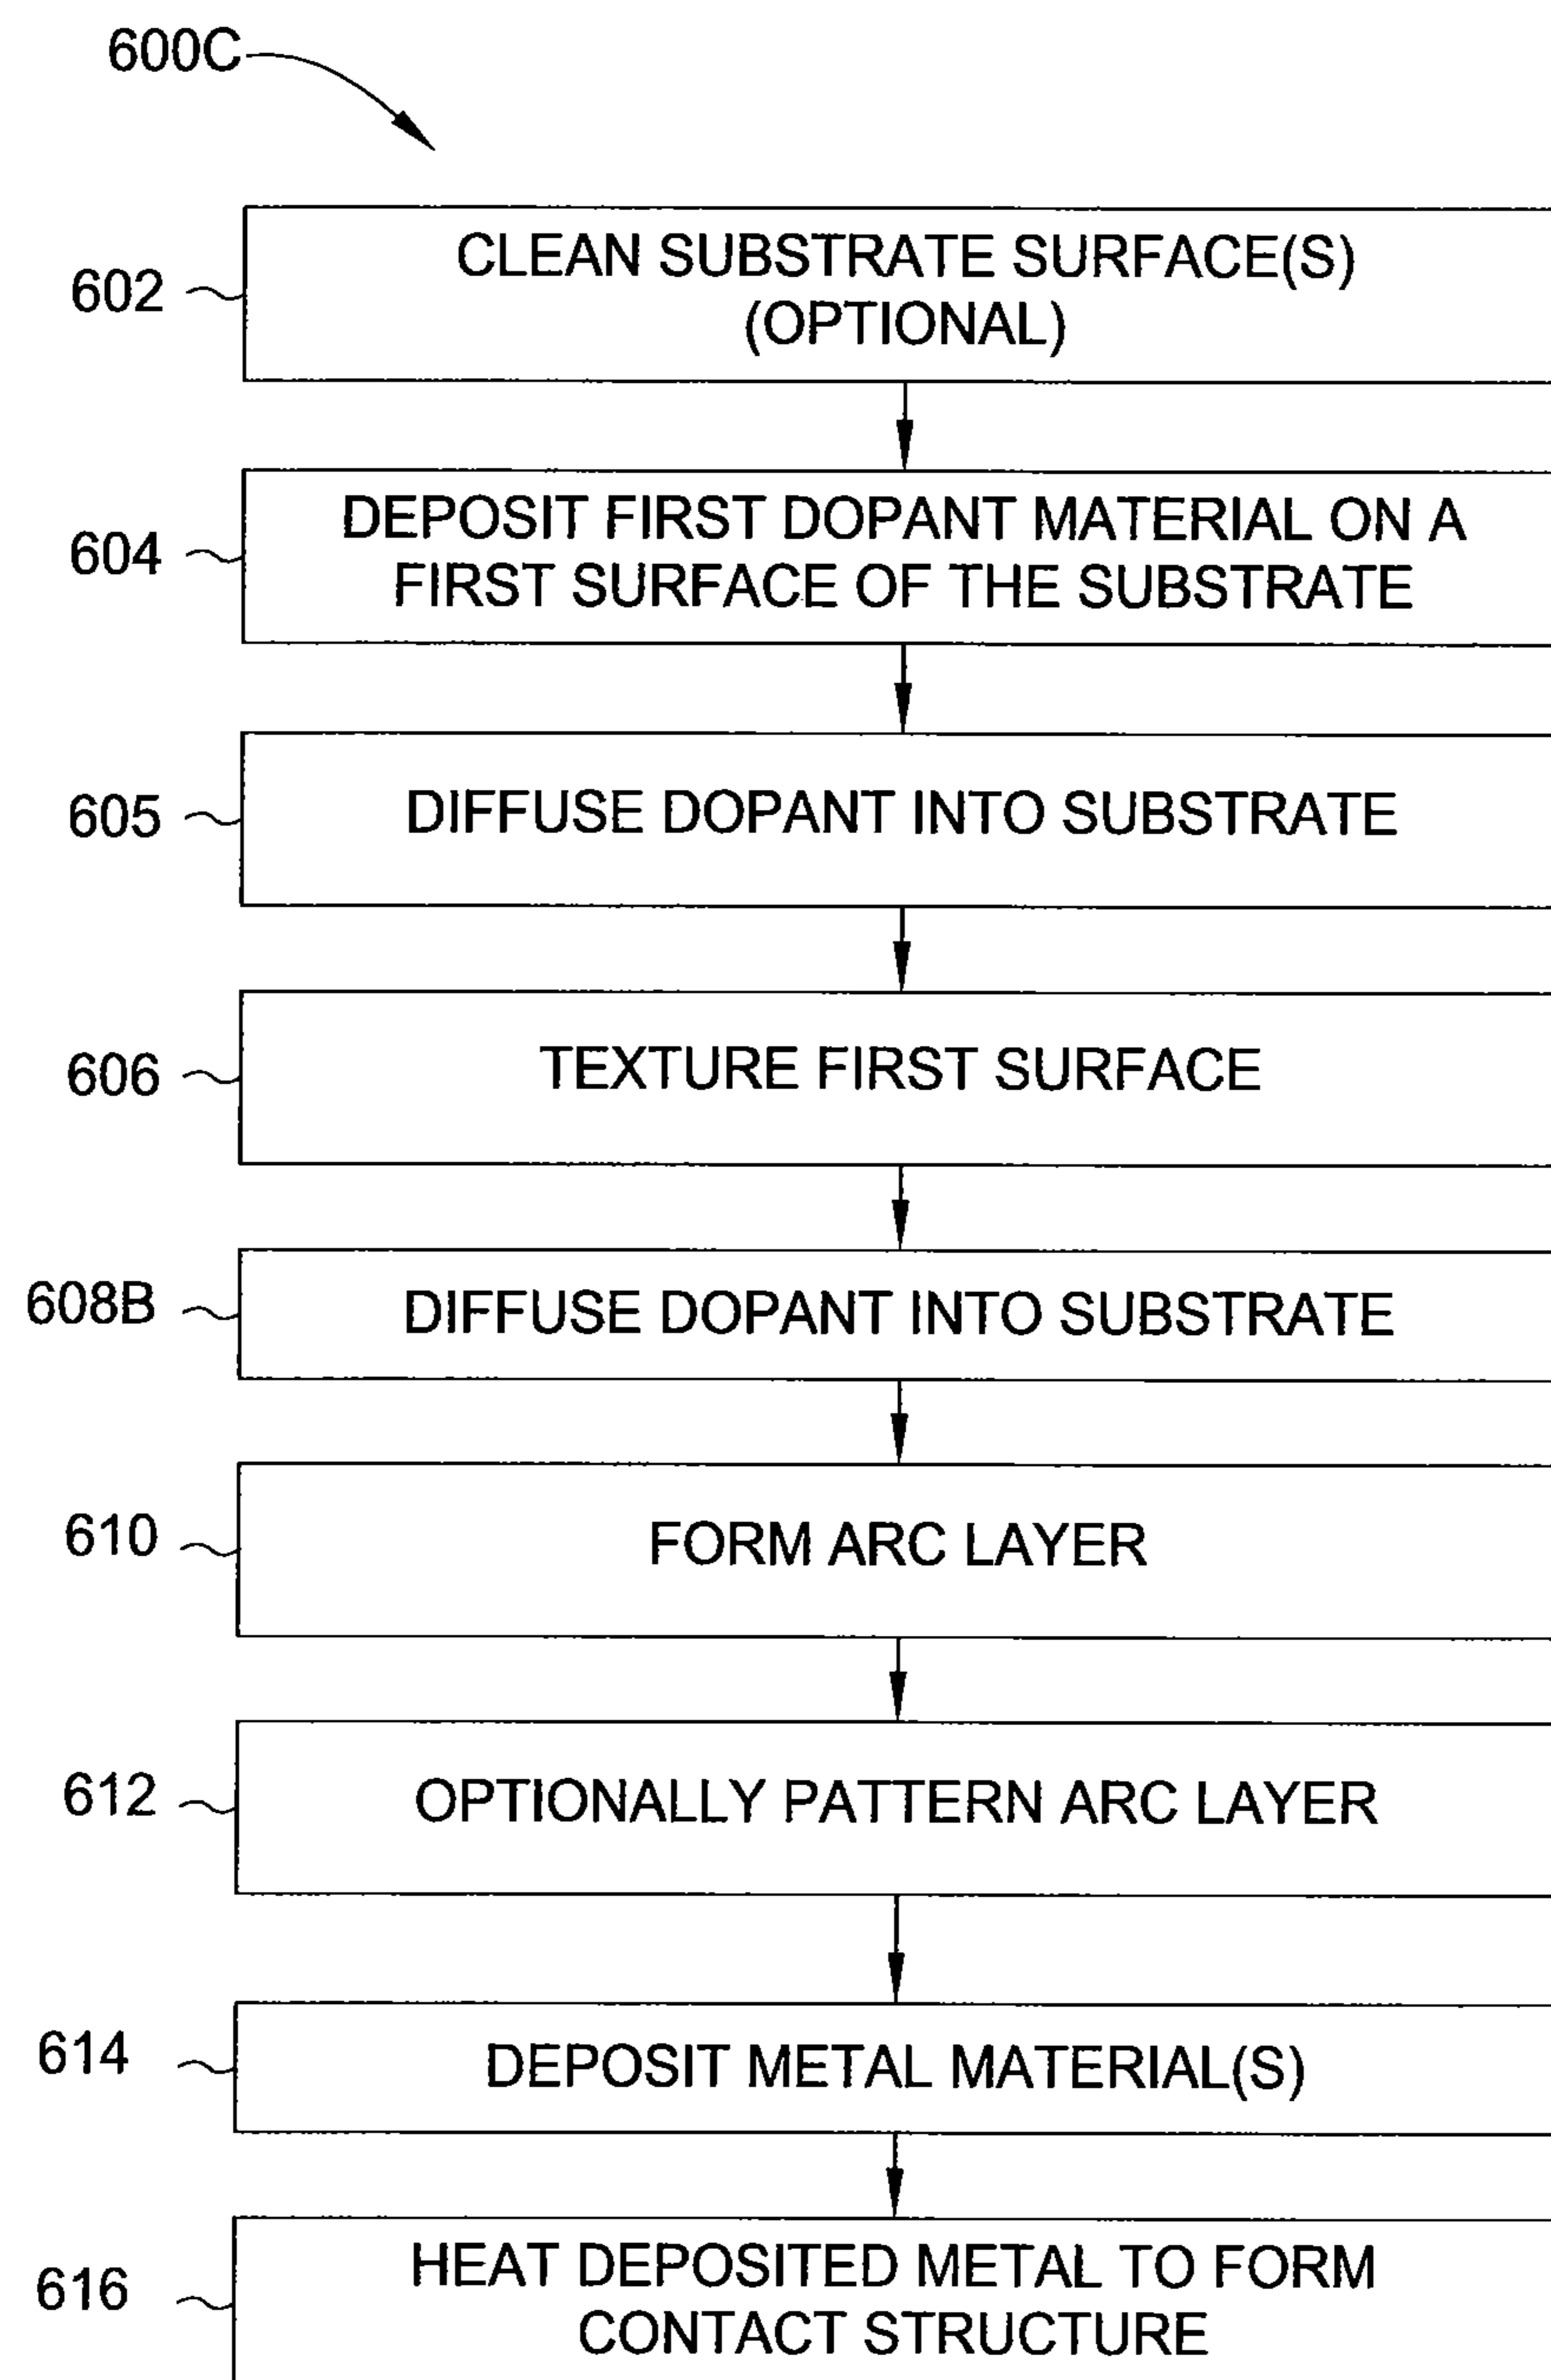 600C
602
CLEAN SUBSTRATE SURFACE(S)
(OPTIONAL)
604
DEPOSIT FIRST DOPANT MATERIAL ON A
FIRST SURFACE OF THE SUBSTRATE
605
DIFFUSE DOPANT INTO SUBSTRATE
606
TEXTURE FIRST SURFACE
608B
DIFFUSE DOPANT INTO SUBSTRATE
610
FORM ARC LAYER
612
OPTIONALLY PATTERN ARC LAYER
614
DEPOSIT METAL MATERIAL(S)
616
HEAT DEPOSITED METAL TO FORM
CONTACT STRUCTURE